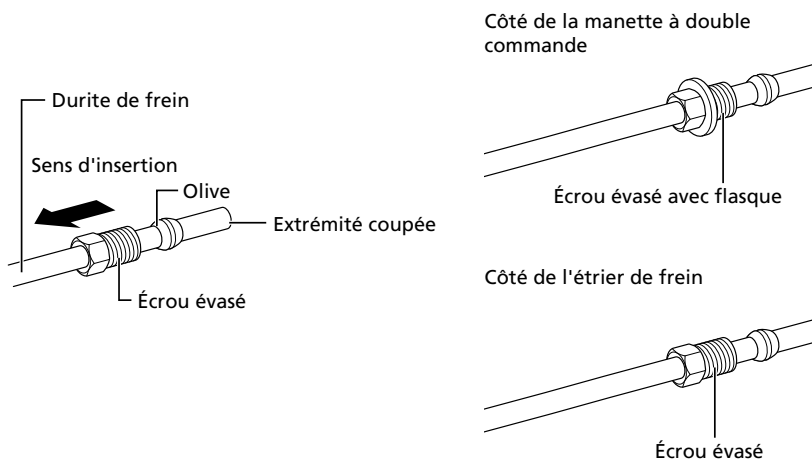 Durite de frein
Sens d'insertion
Olive
Extrémité coupée
Écrou évasé
Côté de la manette à double
commande
Écrou évasé avec flasque
Côté de l'étrier de frein
Écrou évasé